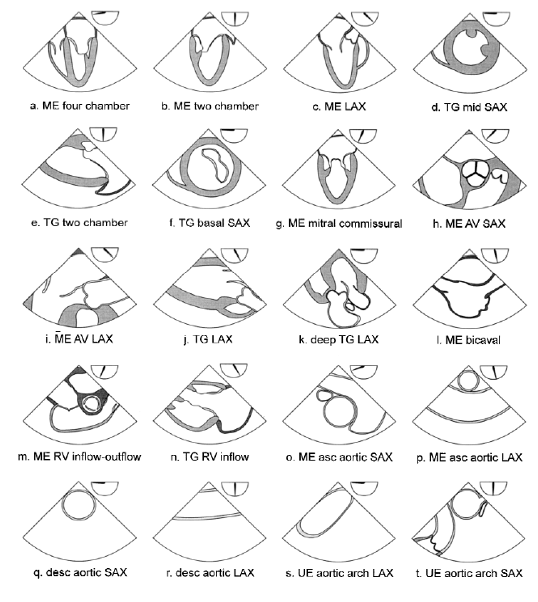 a. ME four chamber
b. ME two chamber
c. ME LAX
d. TG mid SAX
e. TG two chamber
f. TG basal SAX
g. ME mitral commissural
h. ME AV SAX
i. ME AV LAX
j. TG LAX
k. deep TG LAX
l. ME bicaval
m. ME RV inflow-outflow
n. TG RV inflow
o. ME asc aortic SAX
p. ME asc aortic LAX
q. desc aortic SAX
r. desc aortic LAX
s. UE aortic arch LAX
t. UE aortic arch SAX